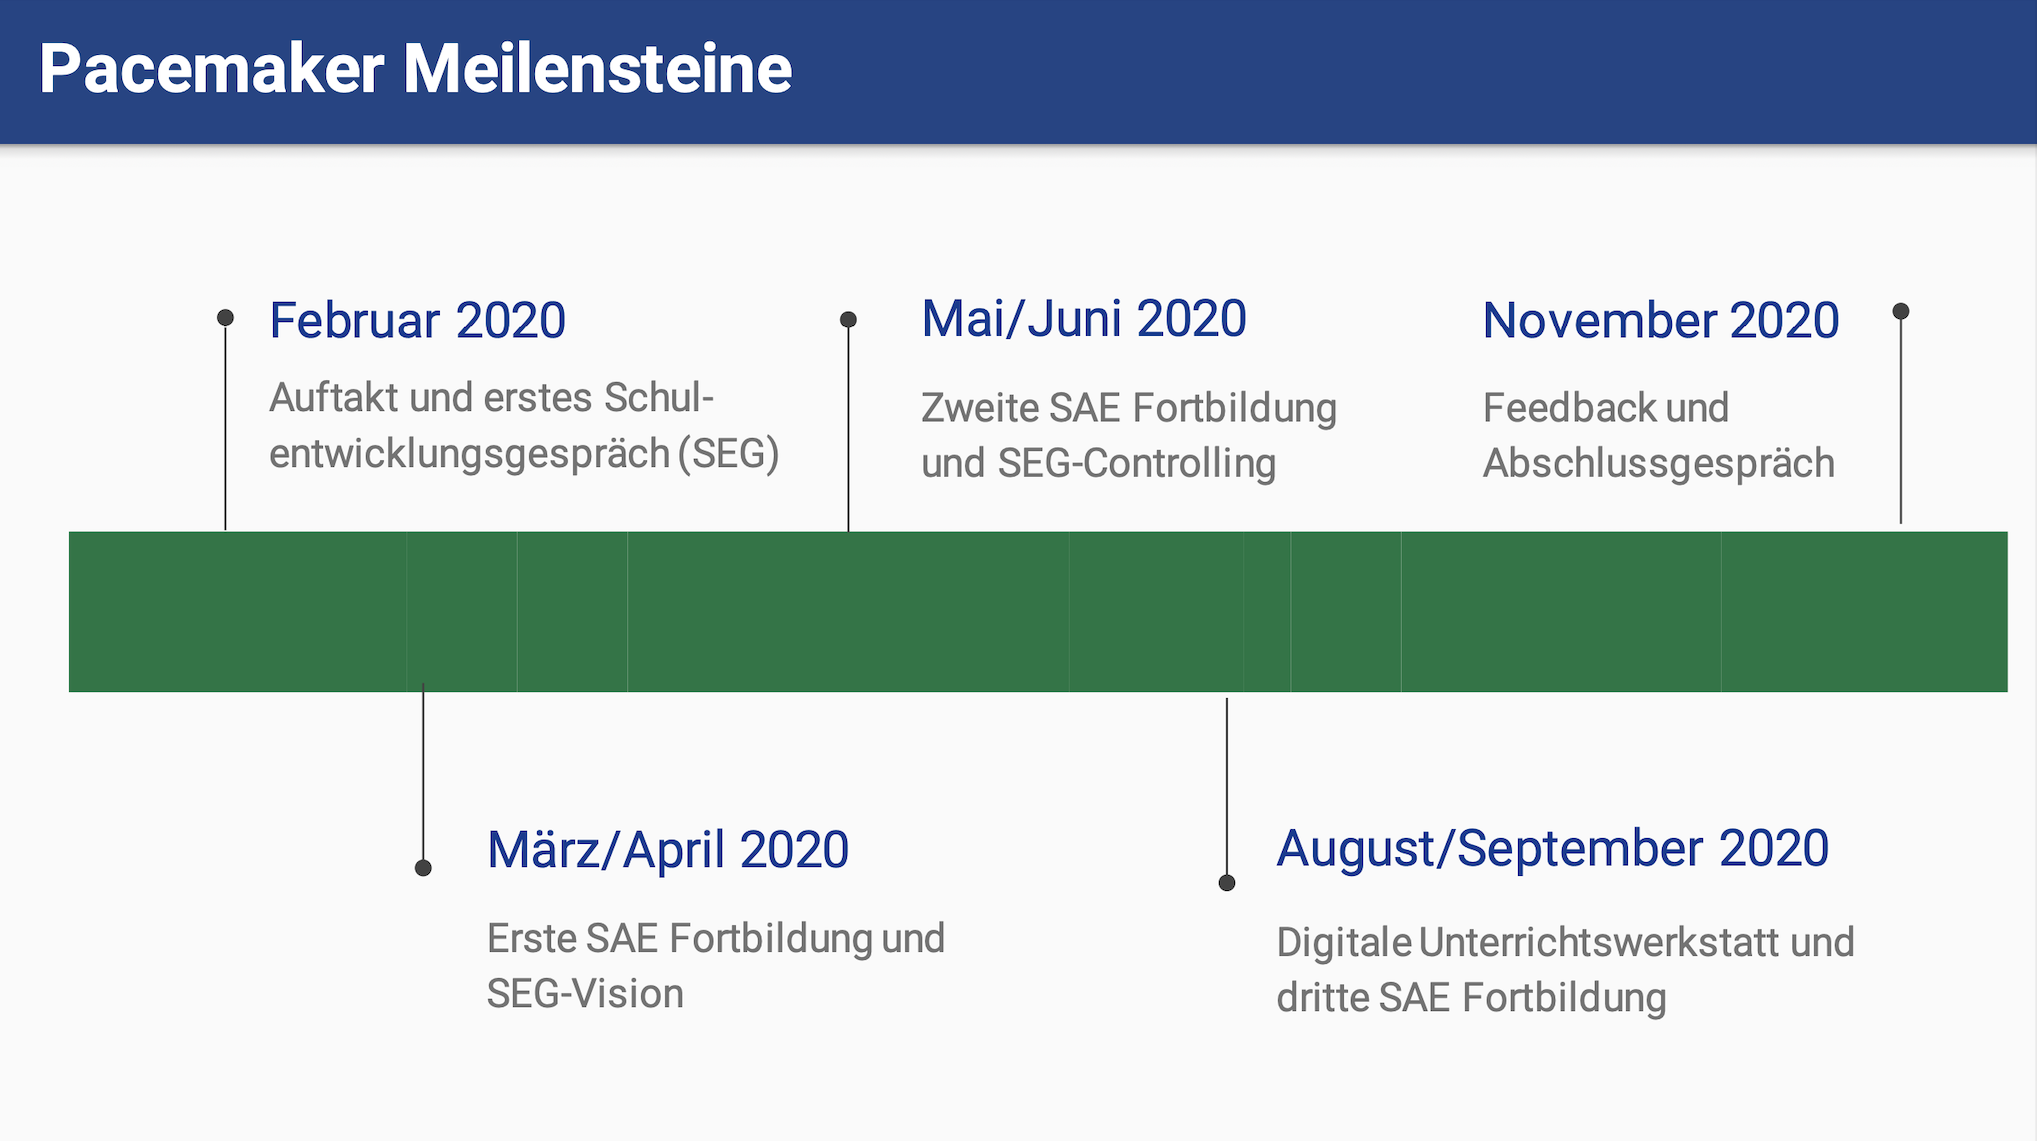 Pacemaker Meilensteine
Februar 2020
Auftakt und erstes Schul-
entwicklungsgespräch (SEG)
Mai/Juni 2020
Zweite SAE Fortbildung
und SEG-Controlling
November 2020
Feedback und
Abschlussgespräch
März/April 2020
Erste SAE Fortbildung und
SEG-Vision
August/September 2020
Digitale Unterrichtswerkstatt und
dritte SAE Fortbildung